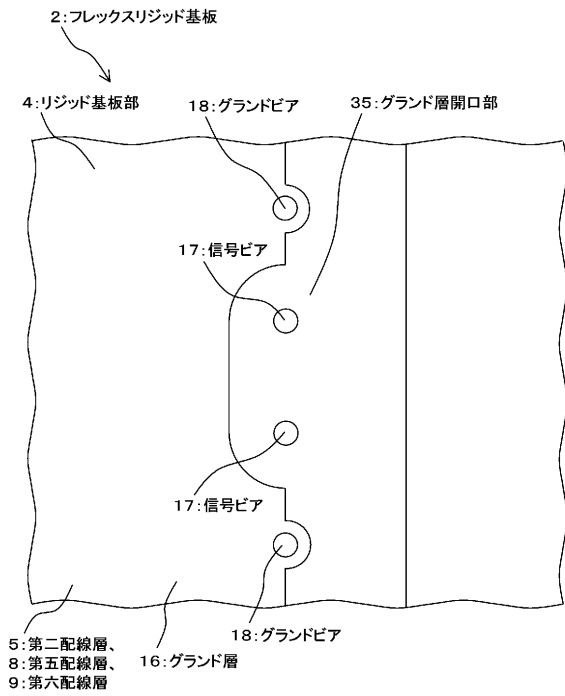 2:フレックスリジッド基板
4:リジッド基板部
18:グランドビア
35:グランド層開口部
17:信号ビア
17:信号ビア
18:グランドビア
5:第二配線層、
8:第五配線層、
9:第六配線層
16:グランド層